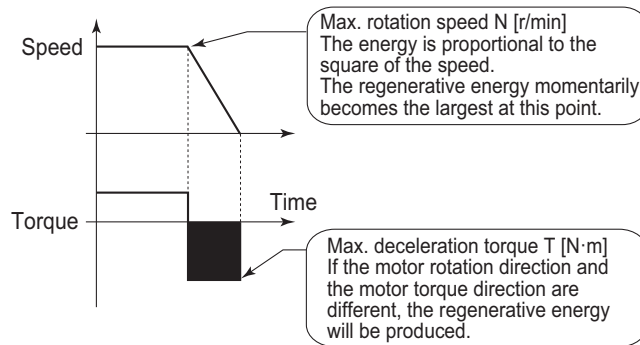 Max. rotation speed N [r/min]
The energy is proportional to the
square of the speed.
The regenerative energy momentarily
becomes the largest at this point.
Speed
Time
Torque
Max. deceleration torque T [N·m]
If the motor rotation direction and
the motor torque direction are
different, the regenerative energy
will be produced.